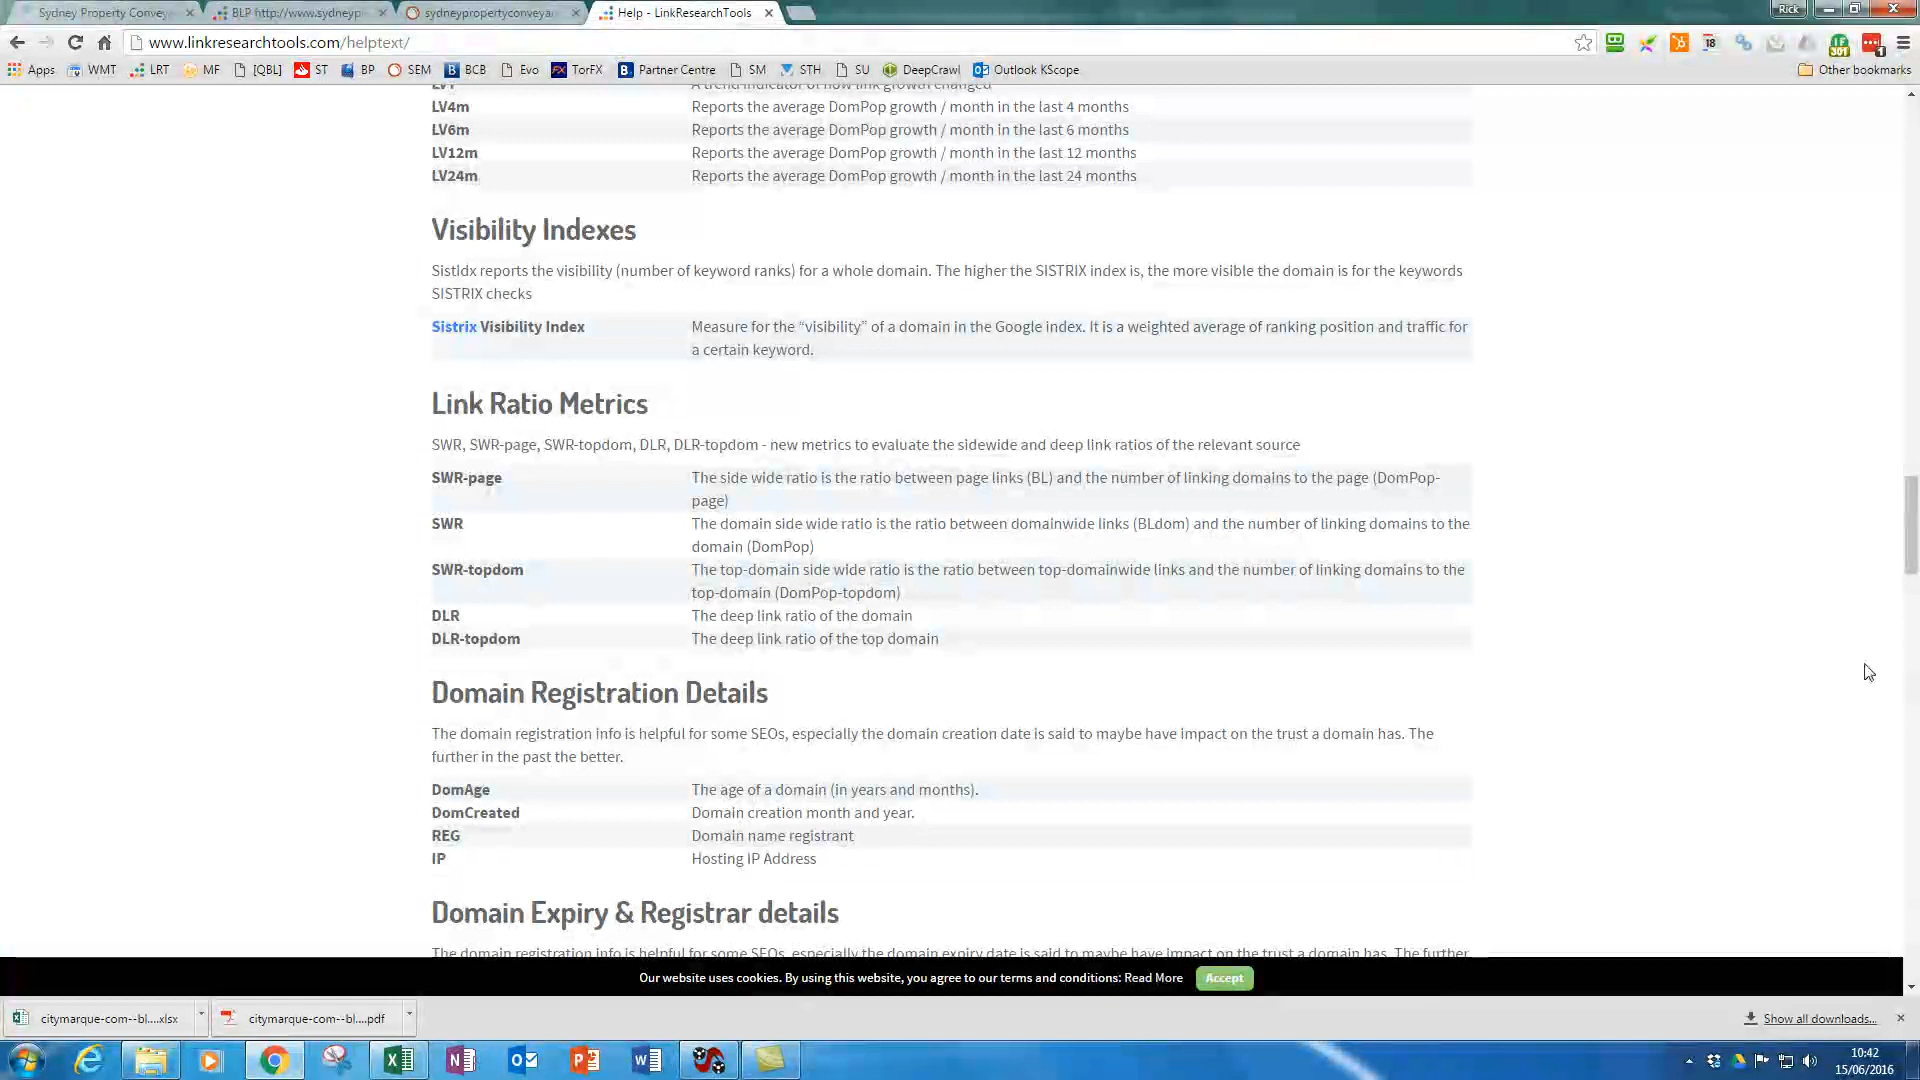 Sydney Property Convey
BLP http://www.sydneypl
sydneypropertyconveya
Help - LinkResearchTools
Rick
www.linkresearchtools.com/helptext/
Apps WMT LRT MF [QBL] ST BP SEM BCB Evo TorFX Partner Centre SM STH SU DeepCrawl Outlook KScope Other bookmarks
A trend indicator of how link growth changed
LV4m Reports the average DomPop growth / month in the last 4 months
LV6m Reports the average DomPop growth / month in the last 6 months
LV12m Reports the average DomPop growth / month in the last 12 months
LV24m Reports the average DomPop growth / month in the last 24 months
Visibility Indexes
SistIdx reports the visibility (number of keyword ranks) for a whole domain. The higher the SISTRIX index is, the more visible the domain is for the keywords
SISTRIX checks
Sistrix Visibility Index Measure for the “visibility” of a domain in the Google index. It is a weighted average of ranking position and traffic for
a certain keyword.
Link Ratio Metrics
SWR, SWR-page, SWR-topdom, DLR, DLR-topdom - new metrics to evaluate the sidewide and deep link ratios of the relevant source
SWR-page The side wide ratio is the ratio between page links (BL) and the number of linking domains to the page (DomPop-
page)
SWR The domain side wide ratio is the ratio between domainwide links (BLdom) and the number of linking domains to the
domain (DomPop)
SWR-topdom The top-domain side wide ratio is the ratio between top-domainwide links and the number of linking domains to the
top-domain (DomPop-topdom)
DLR The deep link ratio of the domain
DLR-topdom The deep link ratio of the top domain
Domain Registration Details
The domain registration info is helpful for some SEOs, especially the domain creation date is said to maybe have impact on the trust a domain has. The
further in the past the better.
DomAge The age of a domain (in years and months).
DomCreated Domain creation month and year.
REG Domain name registrant
IP Hosting IP Address
Domain Expiry & Registrar details
The domain registration info is helpful for some SEOs, especially the domain expiry date is said to maybe have impact on the trust a domain has. The further
Our website uses cookies. By using this website, you agree to our terms and conditions: Read More Accept
citymarque-com--bl....xlsx
citymarque-com--bl....pdf
Show all downloads...
10:42
15/06/2016